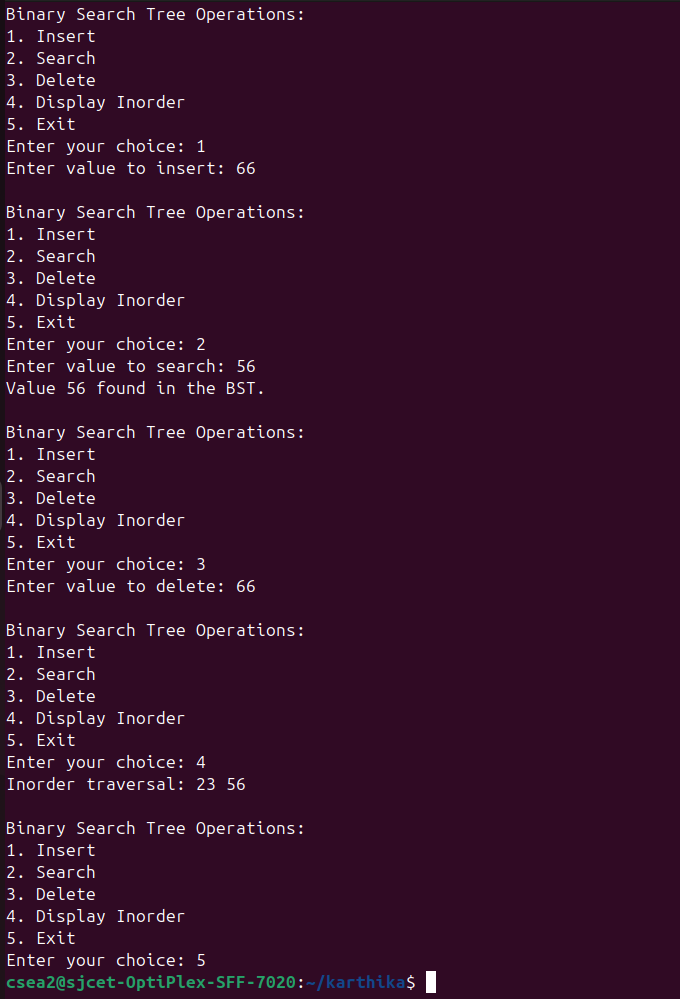 Binary Search Tree Operations:
1. Insert
2. Search
3. Delete
4. Display Inorder
5. Exit
Enter your choice: 1
Enter value to insert: 66
Binary Search Tree Operations:
1. Insert
2. Search
3. Delete
4. Display Inorder
5. Exit
Enter your choice: 2
Enter value to search: 56
Value 56 found in the BST.
Binary Search Tree Operations:
1. Insert
2. Search
3. Delete
4. Display Inorder
5. Exit
Enter your choice: 3
Enter value to delete: 66
Binary Search Tree Operations:
1. Insert
2. Search
3. Delete
4. Display Inorder
5. Exit
Enter your choice: 4
Inorder traversal: 23 56
Binary Search Tree Operations:
1. Insert
2. Search
3. Delete
4. Display Inorder
5. Exit
Enter your choice: 5
csea2@sjcet-OptiPlex-SFF-7020:~/karthika$